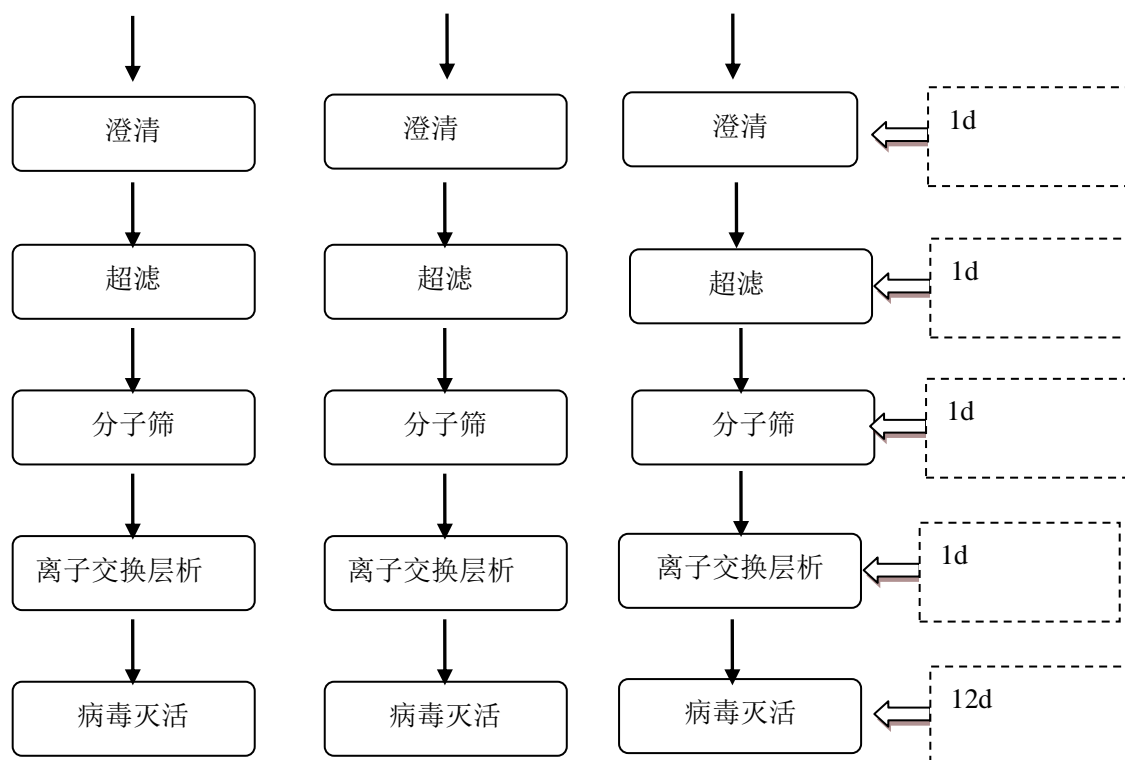 澄清
澄清
澄清
1d
超滤
超滤
超滤
1d
分子筛
分子筛
分子筛
1d
离子交换层析
离子交换层析
离子交换层析
1d
病毒灭活
病毒灭活
病毒灭活
12d